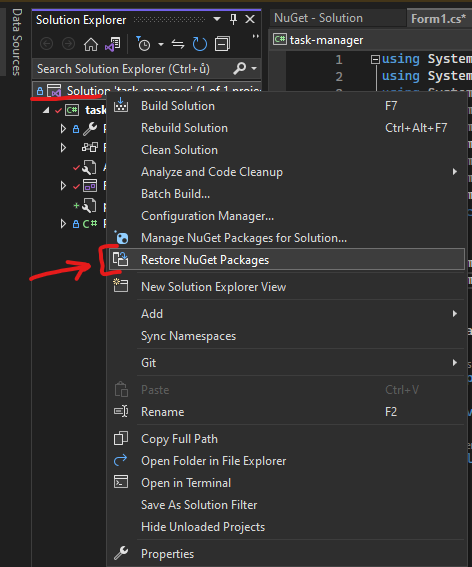 Data Sources
Solution Explorer
Search Solution Explorer (Ctrl+ů)
Solution 'task-manager' (1 of 1 proje
task
NuGet - Solution
Form1.cs*
task-manager
1 using System
2 using System
3 using System
Build Solution F7
Rebuild Solution Ctrl+Alt+F7
Clean Solution
Analyze and Code Cleanup
Batch Build...
Configuration Manager...
Manage NuGet Packages for Solution...
Restore NuGet Packages
New Solution Explorer View
Add
Sync Namespaces
Git
Paste Ctrl+V
Rename F2
Copy Full Path
Open Folder in File Explorer
Open in Terminal
Save As Solution Filter
Hide Unloaded Projects
Properties